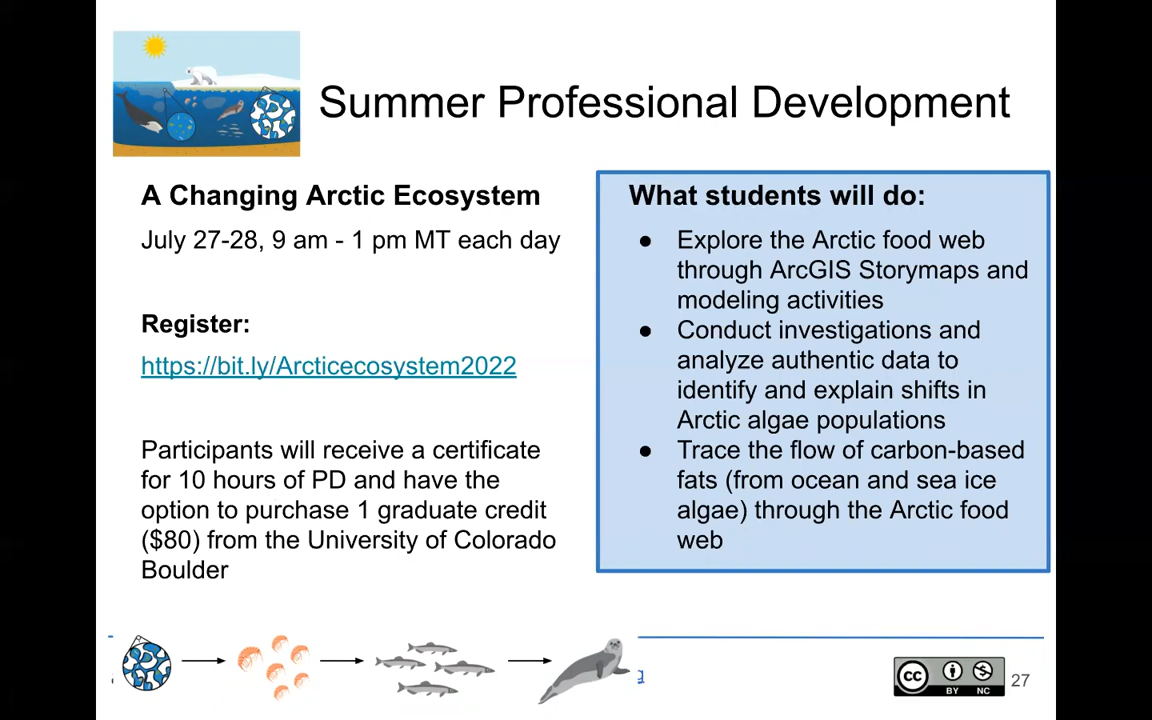 Summer Professional Development
A Changing Arctic Ecosystem
July 27-28, 9 am - 1 pm MT each day
Register:
https://bit.ly/Arcticecosystem2022
Participants will receive a certificate
for 10 hours of PD and have the
option to purchase 1 graduate credit
($80) from the University of Colorado
Boulder
What students will do:
● Explore the Arctic food web
through ArcGIS Storymaps and
modeling activities
● Conduct investigations and
analyze authentic data to
identify and explain shifts in
Arctic algae populations
● Trace the flow of carbon-based
fats (from ocean and sea ice
algae) through the Arctic food
web
cc BY NC
27